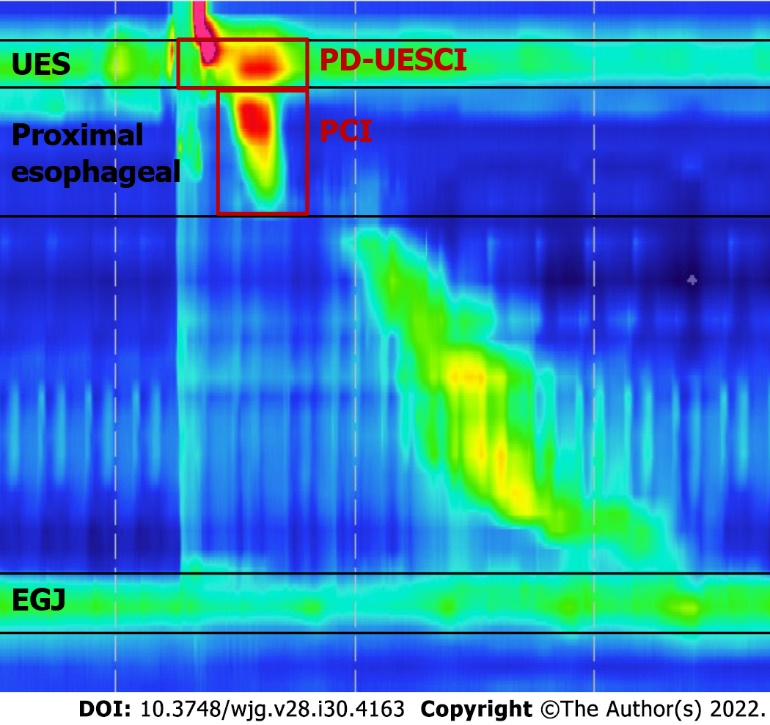 UES
PD-UESCI
Proximal
esophageal
PCI
EGJ
DOI: 10.3748/wjg.v28.i30.4163 Copyright ©The Author(s) 2022.